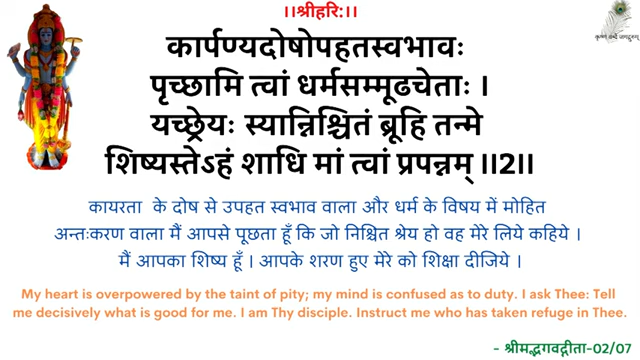 ।।श्रीहरि:।।
कृष्णं वन्दे जगद्गुरुम्
कार्पण्यदोषोपहतस्वभावः
पृच्छामि त्वां धर्मसम्मूढचेताः ।
यच्छ्रेयः स्यान्निश्चितं ब्रूहि तन्मे
शिष्यस्तेऽहं शाधि मां त्वां प्रपन्नम् ।।2।।
कायरता के दोष से उपहत स्वभाव वाला और धर्म के विषय में मोहित
अन्तःकरण वाला मैं आपसे पूछता हूँ कि जो निश्चित श्रेय हो वह मेरे लिये कहिये ।
मैं आपका शिष्य हूँ । आपके शरण हुए मेरे को शिक्षा दीजिये ।
My heart is overpowered by the taint of pity; my mind is confused as to duty. I ask Thee: Tell
me decisively what is good for me. I am Thy disciple. Instruct me who has taken refuge in Thee.
- श्रीमद्भगवद्गीता-02/07